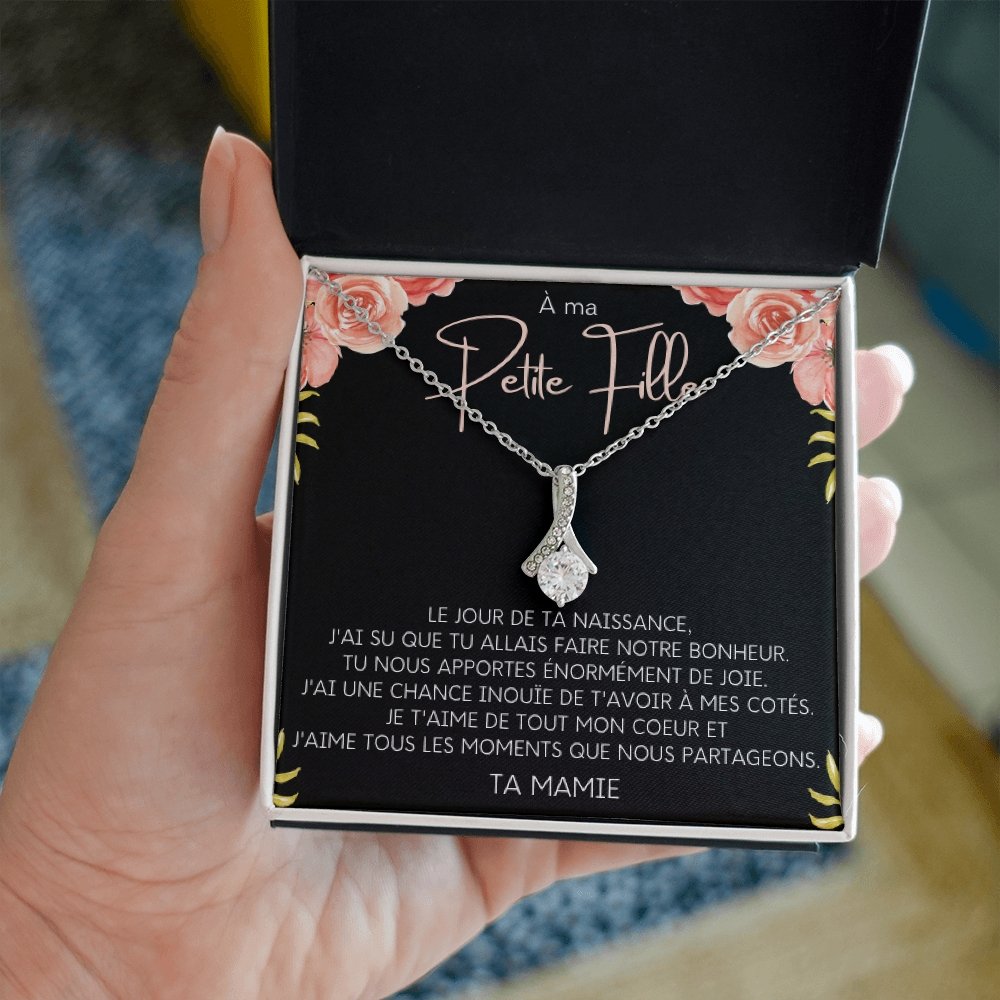 À ma
Petite Fille
LE JOUR DE TA NAISSANCE,
J'AI SU QUE TU ALLAIS FAIRE NOTRE BONHEUR.
TU NOUS APPORTES ÉNORMÉMENT DE JOIE.
J'AI UNE CHANCE INOUÏE DE T'AVOIR À MES COTÉS.
JE T'AIME DE TOUT MON COEUR ET
J'AIME TOUS LES MOMENTS QUE NOUS PARTAGEONS.
TA MAMIE